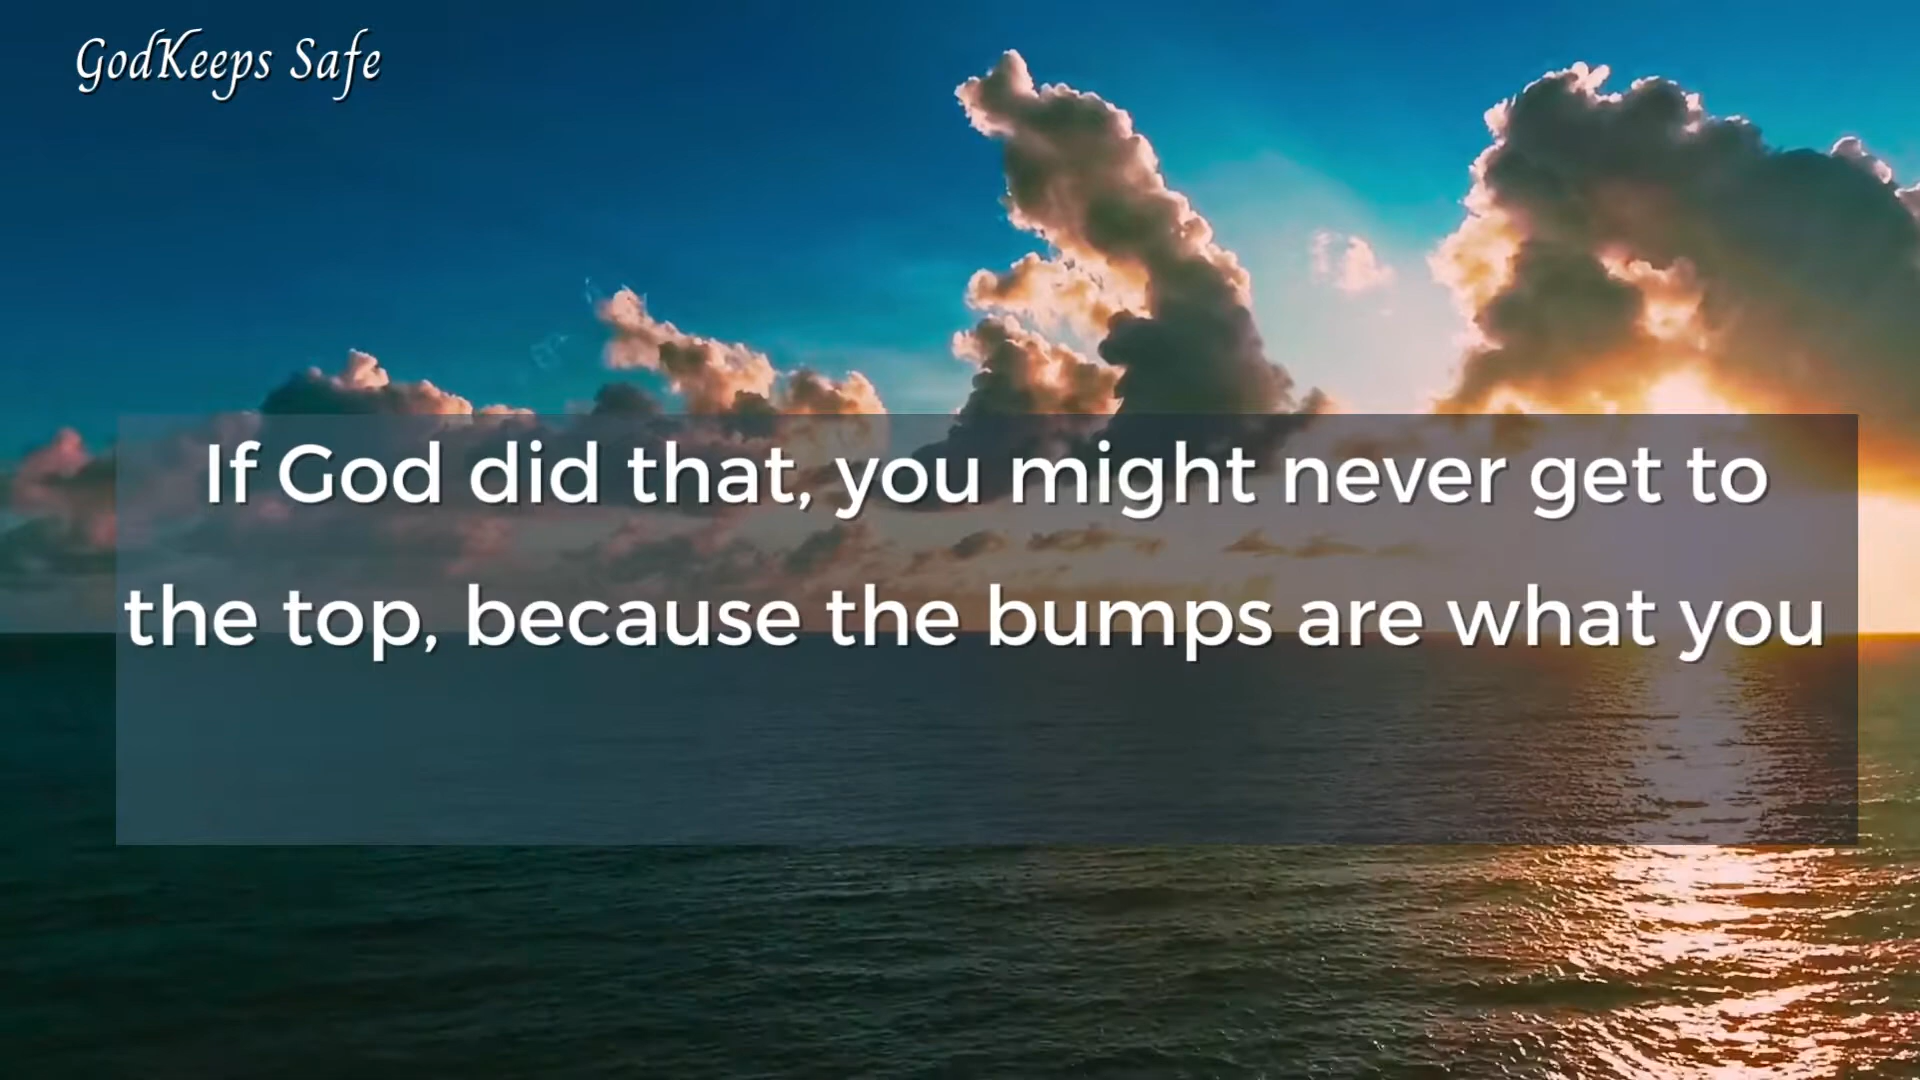 GodKeeps Safe
If God did that, you might never get to
the top, because the bumps are what you